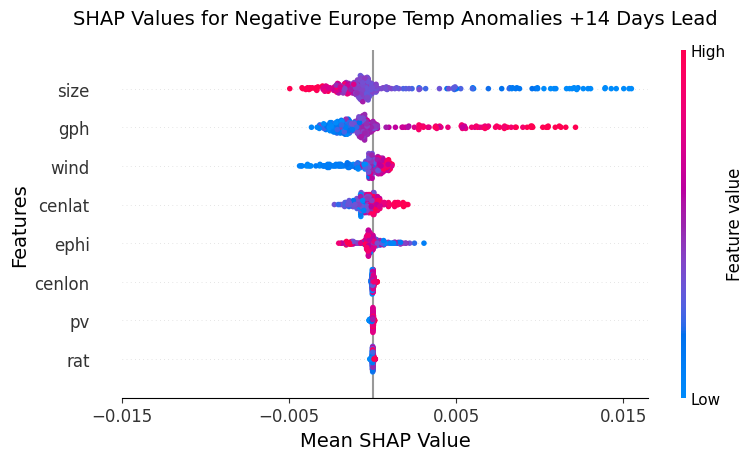 SHAP Values for Negative Europe Temp Anomalies +14 Days Lead
High
size
gph
wind
cenlat
ephi
cenlon
pv
rat
Features
Feature value
Low
−0.015
−0.005
0.005
0.015
Mean SHAP Value